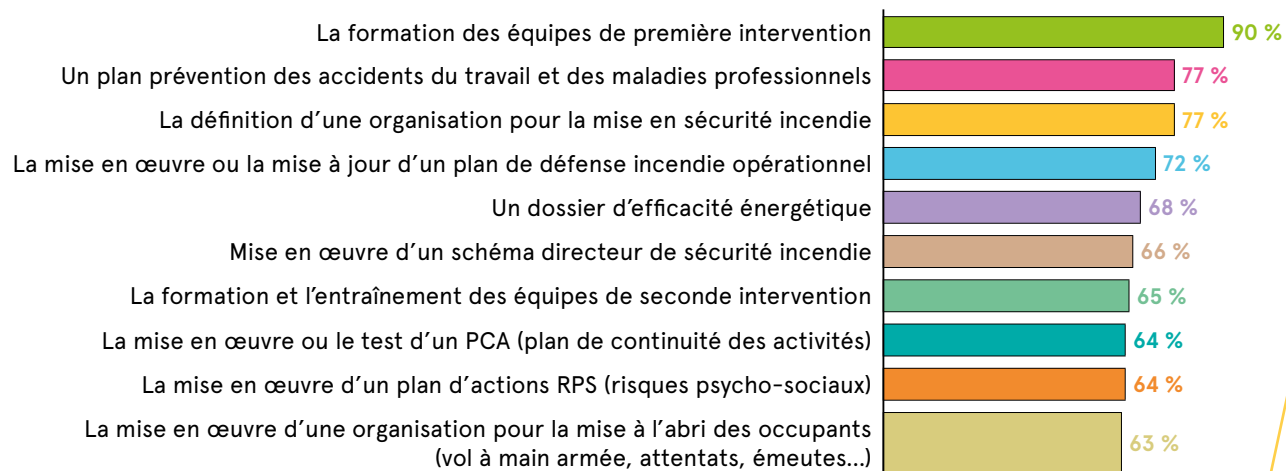 La formation des équipes de première intervention 90 %
Un plan prévention des accidents du travail et des maladies professionnels 77 %
La définition d’une organisation pour la mise en sécurité incendie 77 %
La mise en œuvre ou la mise à jour d’un plan de défense incendie opérationnel 72 %
Un dossier d’efficacité énergétique 68 %
Mise en œuvre d’un schéma directeur de sécurité incendie 66 %
La formation et l’entraînement des équipes de seconde intervention 65 %
La mise en œuvre ou le test d’un PCA (plan de continuité des activités) 64 %
La mise en œuvre d’un plan d’actions RPS (risques psycho-sociaux) 64 %
La mise en œuvre d’une organisation pour la mise à l’abri des occupants
(vol à main armée, attentats, émeutes...) 63 %